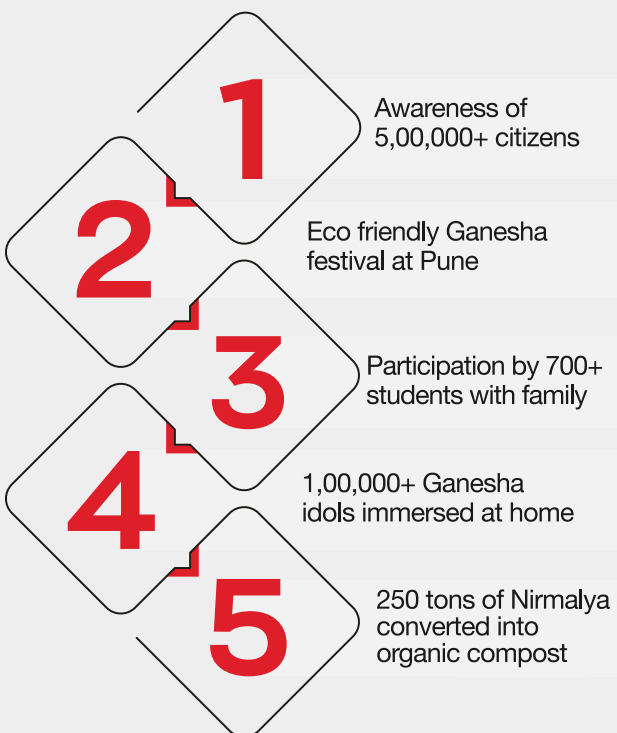 1
Awareness of
5,00,000+ citizens
2
Eco friendly Ganesha
festival at Pune
3
Participation by 700+
students with family
4
1,00,000+ Ganesha
idols immersed at home
5
250 tons of Nirmalya
converted into
organic compost